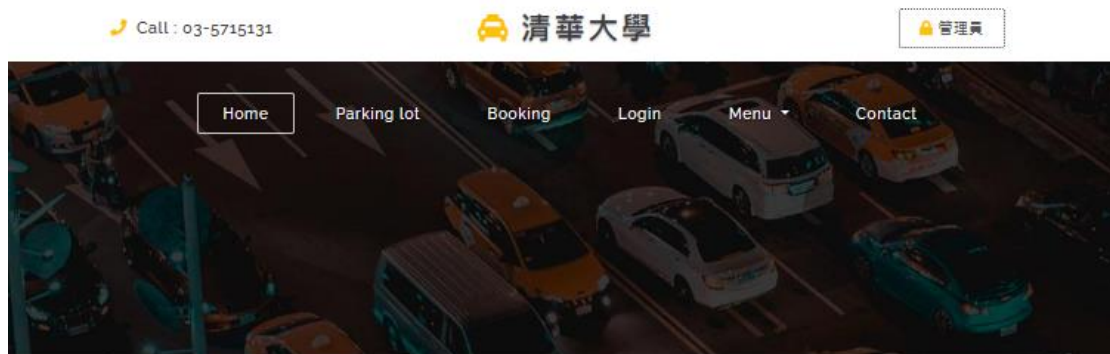 Call : 03-5715131
清華大學
管理員
Home
Parking lot
Booking
Login
Menu
Contact